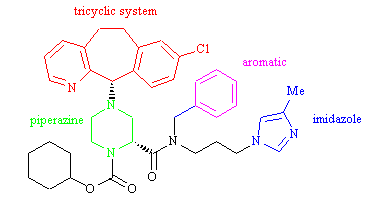 tricyclic system
Cl
aromatic
N
Me
piperazine
N
imidazole
N
N
N
N
O
O
O